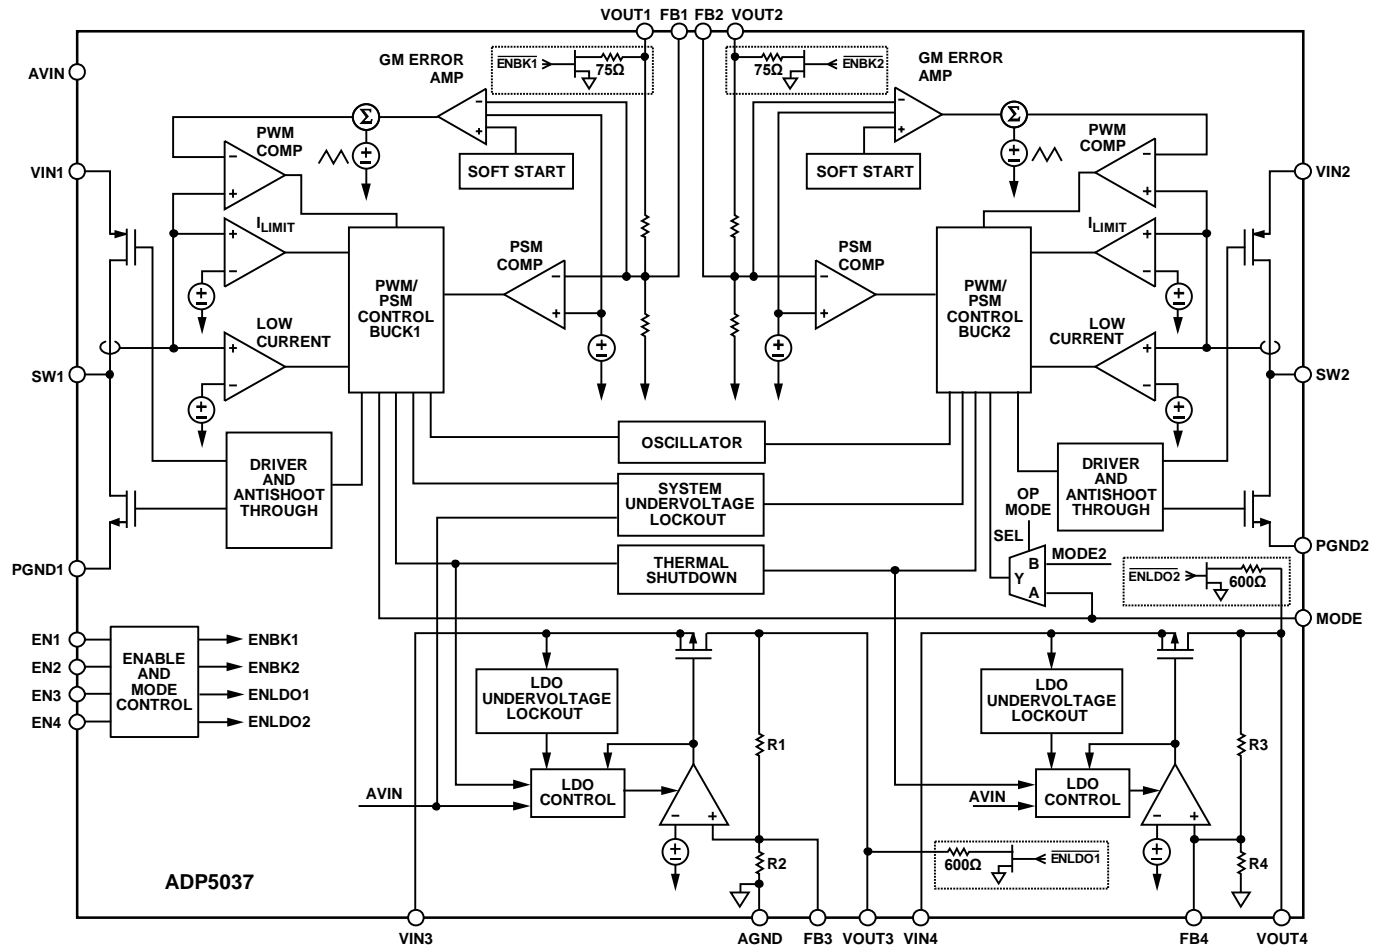 VOUT1 FB1 FB2 VOUT2
AVIN
GM ERROR
AMP
ENBK1
75Ω
75Ω
ENBK2
GM ERROR
AMP
Σ
Σ
PWM
COMP
PWM
COMP
SOFT START
SOFT START
VIN1
VIN2
ILIMIT
ILIMIT
PSM
COMP
PSM
COMP
PWM/
PSM
CONTROL
BUCK1
PWM/
PSM
CONTROL
BUCK2
LOW
CURRENT
LOW
CURRENT
SW1
SW2
OSCILLATOR
DRIVER
AND
ANTISHOOT
THROUGH
SYSTEM
UNDERVOLTAGE
LOCKOUT
DRIVER
AND
ANTISHOOT
THROUGH
OP
MODE
SEL
THERMAL
SHUTDOWN
B
Y
A
MODE2
ENLDO2
600Ω
PGND1
PGND2
MODE
EN1
EN2
EN3
EN4
ENABLE
AND
MODE
CONTROL
ENBK1
ENBK2
ENLDO1
ENLDO2
LDO
UNDERVOLTAGE
LOCKOUT
LDO
UNDERVOLTAGE
LOCKOUT
R1
R3
AVIN
LDO
CONTROL
AVIN
LDO
CONTROL
R2
600Ω
ENLDO1
R4
ADP5037
VIN3 AGND FB3 VOUT3 VIN4 FB4 VOUT4